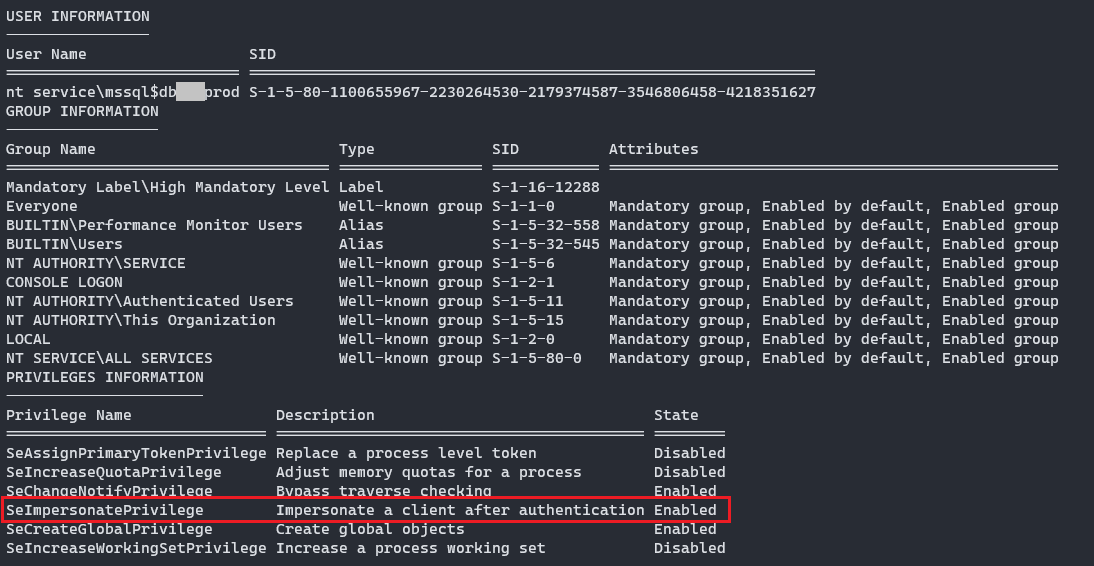 USER INFORMATION
User Name SID
nt service\mssql$db prod S-1-5-80-1100655967-2230264530-2179374587-3546806458-4218351627
GROUP INFORMATION
Group Name Type SID Attributes
Mandatory Label\High Mandatory Level Label S-1-16-12288
Everyone Well-known group S-1-1-0 Mandatory group, Enabled by default, Enabled group
BUILTIN\Performance Monitor Users Alias S-1-5-32-558 Mandatory group, Enabled by default, Enabled group
BUILTIN\Users Alias S-1-5-32-545 Mandatory group, Enabled by default, Enabled group
NT AUTHORITY\SERVICE Well-known group S-1-5-6 Mandatory group, Enabled by default, Enabled group
CONSOLE LOGON Well-known group S-1-2-1 Mandatory group, Enabled by default, Enabled group
NT AUTHORITY\Authenticated Users Well-known group S-1-5-11 Mandatory group, Enabled by default, Enabled group
NT AUTHORITY\This Organization Well-known group S-1-5-15 Mandatory group, Enabled by default, Enabled group
LOCAL Well-known group S-1-2-0 Mandatory group, Enabled by default, Enabled group
NT SERVICE\ALL SERVICES Well-known group S-1-5-80-0 Mandatory group, Enabled by default, Enabled group
PRIVILEGES INFORMATION
Privilege Name Description State
SeAssignPrimaryTokenPrivilege Replace a process level token Disabled
SeIncreaseQuotaPrivilege Adjust memory quotas for a process Disabled
SeChangeNotifyPrivilege Bypass traverse checking Enabled
SeImpersonatePrivilege Impersonate a client after authentication Enabled
SeCreateGlobalPrivilege Create global objects Enabled
SeIncreaseWorkingSetPrivilege Increase a process working set Disabled